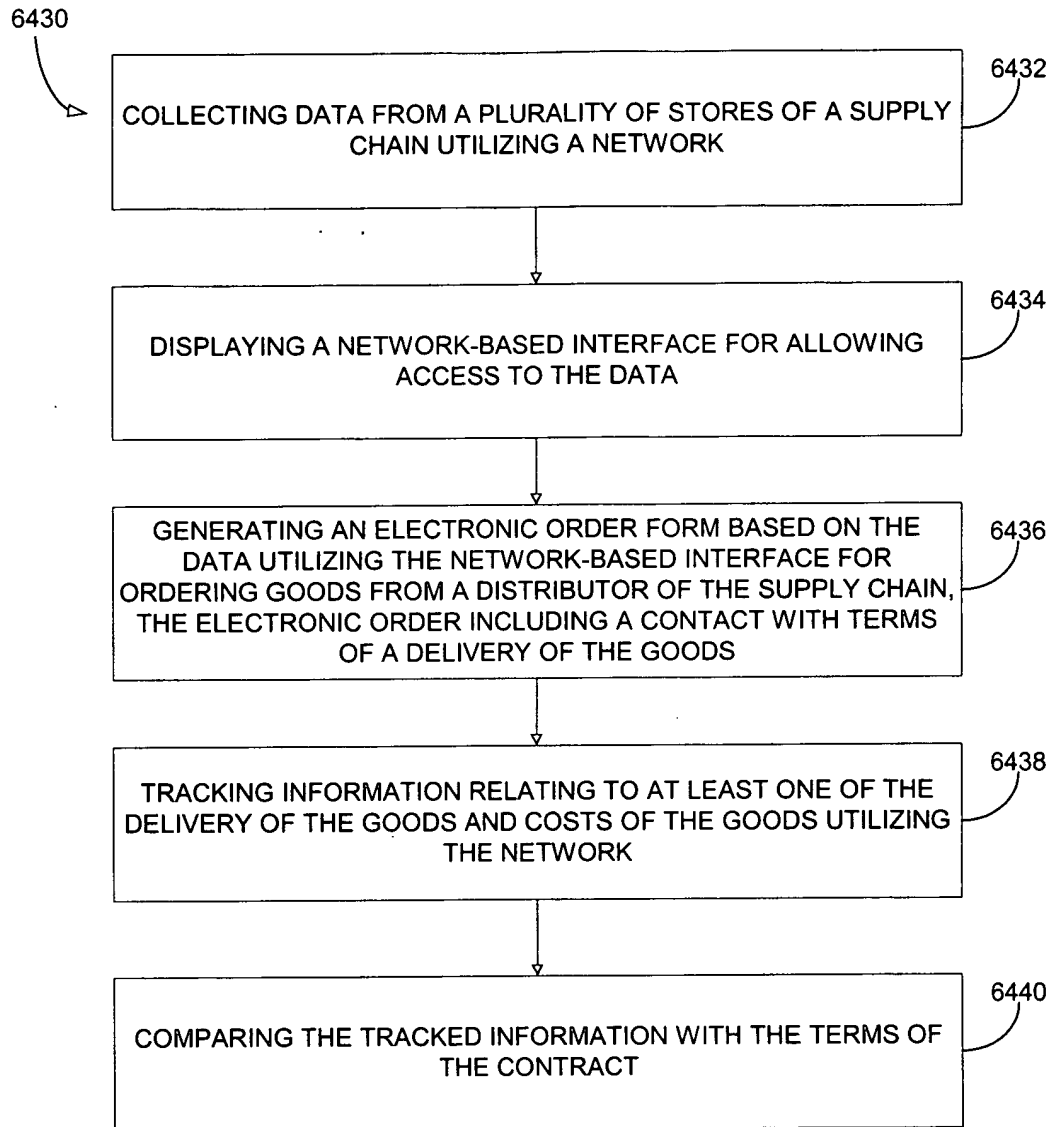 6430
6432
COLLECTING DATA FROM A PLURALITY OF STORES OF A SUPPLY
CHAIN UTILIZING A NETWORK
6434
DISPLAYING A NETWORK-BASED INTERFACE FOR ALLOWING
ACCESS TO THE DATA
6436
GENERATING AN ELECTRONIC ORDER FORM BASED ON THE
DATA UTILIZING THE NETWORK-BASED INTERFACE FOR
ORDERING GOODS FROM A DISTRIBUTOR OF THE SUPPLY CHAIN,
THE ELECTRONIC ORDER INCLUDING A CONTACT WITH TERMS
OF A DELIVERY OF THE GOODS
6438
TRACKING INFORMATION RELATING TO AT LEAST ONE OF THE
DELIVERY OF THE GOODS AND COSTS OF THE GOODS UTILIZING
THE NETWORK
6440
COMPARING THE TRACKED INFORMATION WITH THE TERMS OF
THE CONTRACT